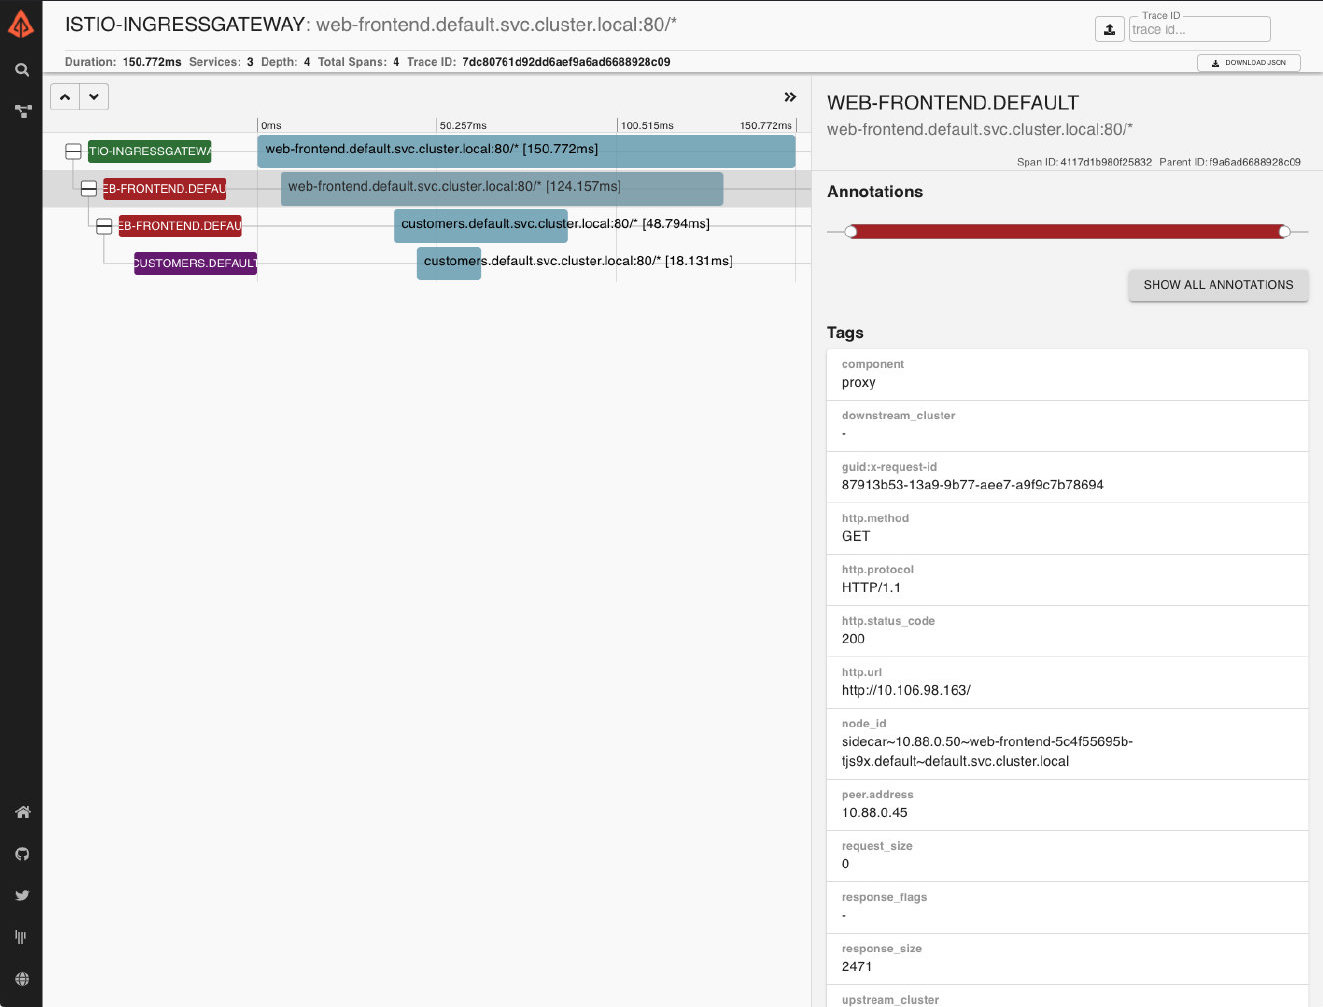 ISTIO-INGRESSGATEWAY: web-frontend.default.svc.cluster.local:80/*
Trace ID
trace id...
Duration: 150.772ms Services: 3 Depth: 4 Total Spans: 4 Trace ID: 7dc80761d92dd6aef9a6ad6688928c09
DOWNLOAD JSON
0ms 50.257ms 100.515ms 150.772ms
STIO-INGRESSGATEWA web-frontend.default.svc.cluster.local:80/* [150.772ms]
EB-FRONTEND.DEFAU web-frontend.default.svc.cluster.local:80/* [124.157ms]
EB-FRONTEND.DEFAU customers.default.svc.cluster.local:80/* [48.794ms]
CUSTOMERS.DEFAULT customers.default.svc.cluster.local:80/* [18.131ms]
WEB-FRONTEND.DEFAULT
web-frontend.default.svc.cluster.local:80/*
Span ID: 4117d1b980f25832 Parent ID: f9a6ad6688928c09
Annotations
SHOW ALL ANNOTATIONS
Tags
component
proxy
downstream_cluster
-
guid:x-request-id
87913b53-13a9-9b77-aee7-a9f9c7b78694
http.method
GET
http.protocol
HTTP/1.1
http.status_code
200
http.url
http://10.106.98.163/
node_id
sidecar~10.88.0.50~web-frontend-5c4f55695b-
tjs9x.default~default.svc.cluster.local
peer.address
10.88.0.45
request_size
0
response_flags
-
response_size
2471
upstream_cluster